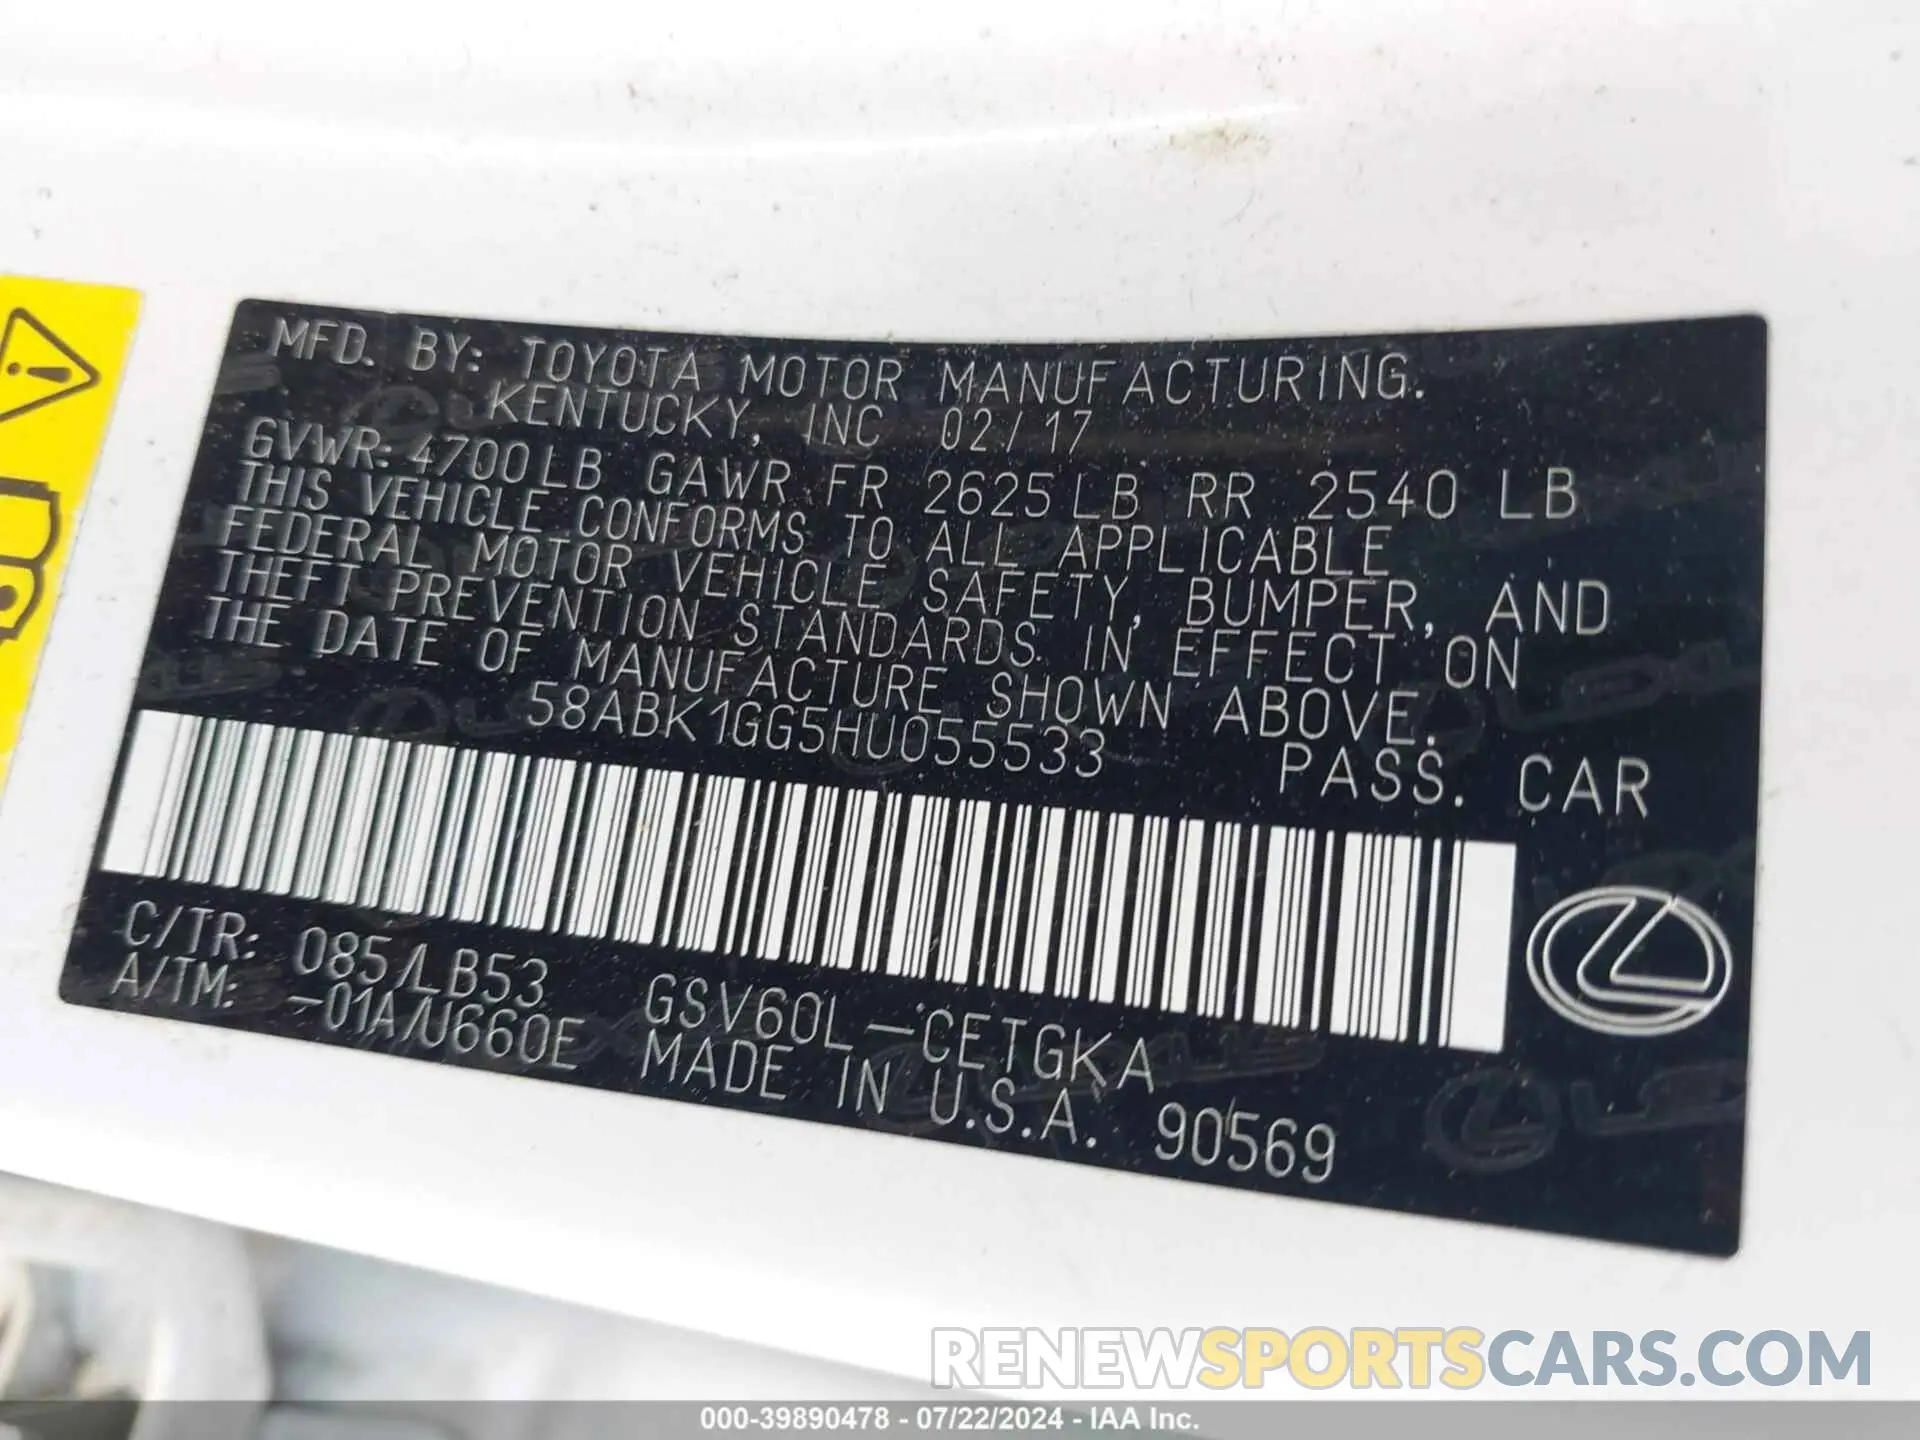 MFD. BY: TOYOTA MOTOR MANUFACTURING.
KENTUCKY, INC 02/17
GVWR: 4700LB GAWR FR 2625LB RR 2540 LB
THIS VEHICLE CONFORMS TO ALL APPLICABLE
FEDERAL MOTOR VEHICLE SAFETY, BUMPER, AND
THEFT PREVENTION STANDARDS IN EFFECT ON
THE DATE OF MANUFACTURE SHOWN ABOVE.
58ABK1GG5HU055533 PASS. CAR
C/TR: 085/LB53 GSV60L-CETGKA
A/TM: -01A/U660E MADE IN U.S.A. 90569
RENEWSPORTSCARS.COM
000-39890478 - 07/22/2024 - IAA Inc.